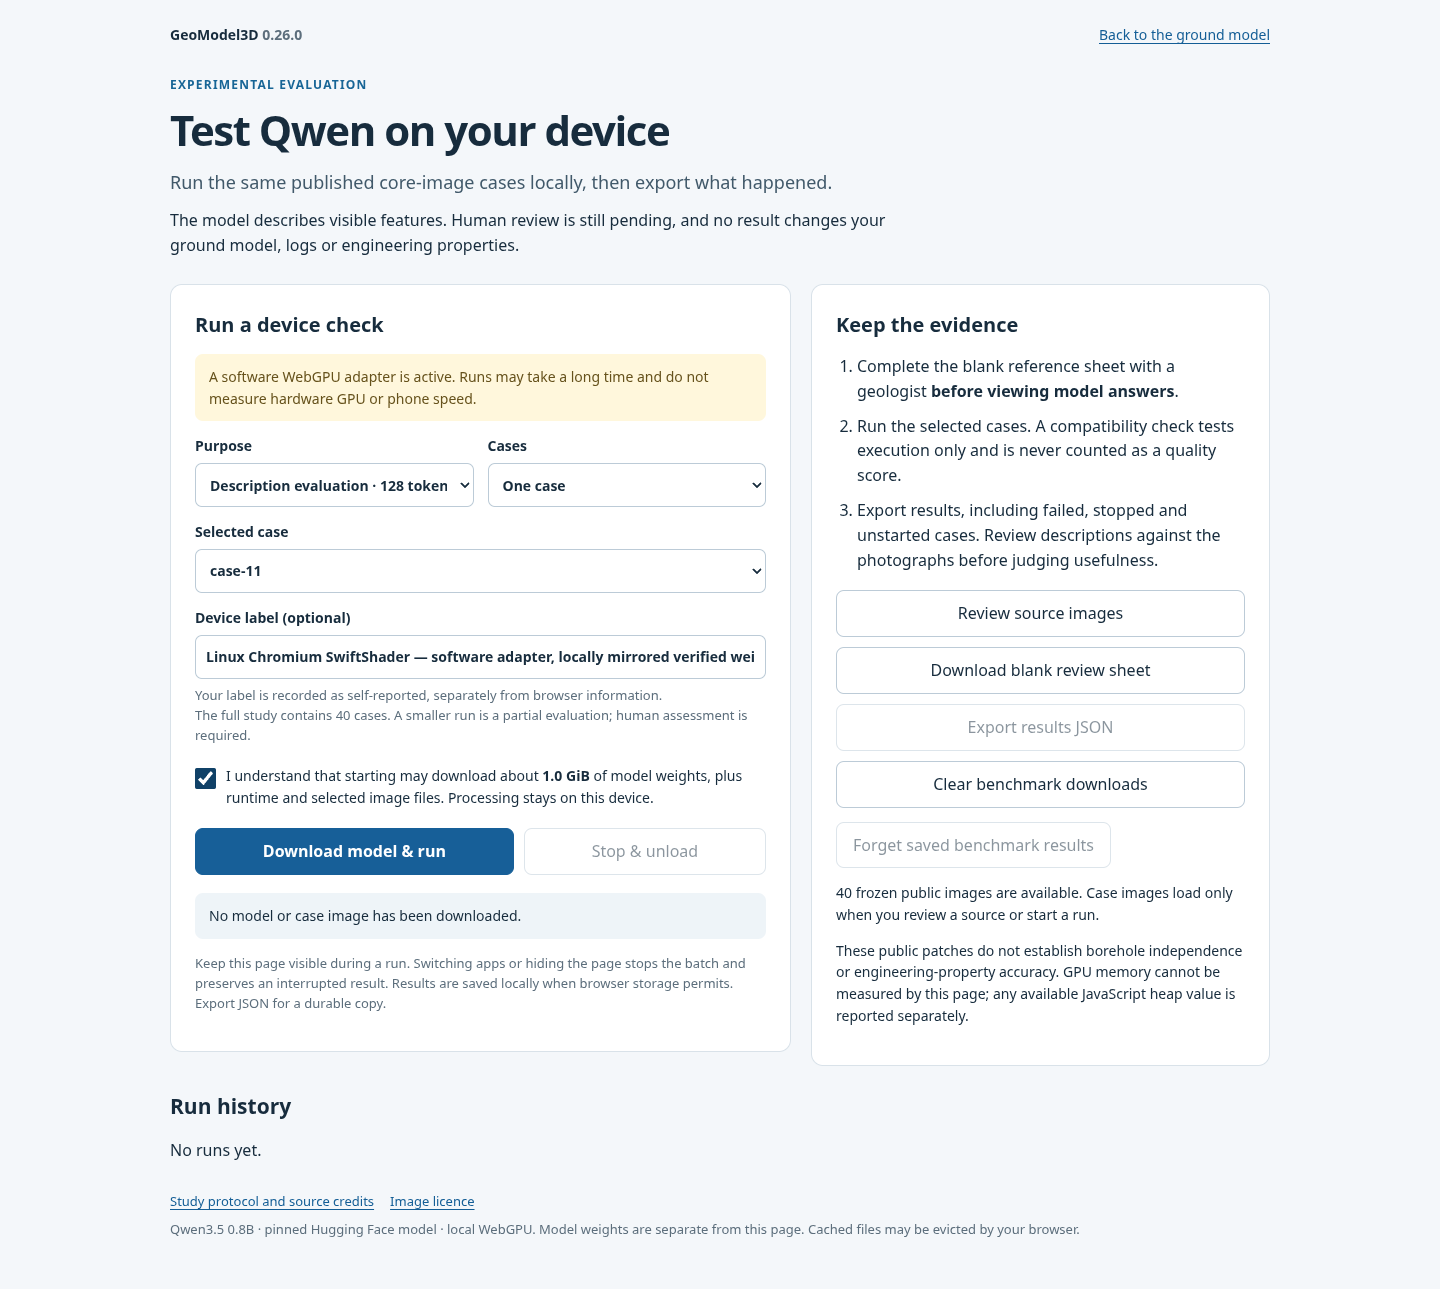 GeoModel3D 0.26.0
Back to the ground model
EXPERIMENTAL EVALUATION
Test Qwen on your device
Run the same published core-image cases locally, then export what happened.
The model describes visible features. Human review is still pending, and no result changes your
ground model, logs or engineering properties.
Run a device check
A software WebGPU adapter is active. Runs may take a long time and do not
measure hardware GPU or phone speed.
Purpose
Cases
Description evaluation · 128 token
One case
Selected case
case-11
Device label (optional)
Linux Chromium SwiftShader — software adapter, locally mirrored verified wei
Your label is recorded as self-reported, separately from browser information.
The full study contains 40 cases. A smaller run is a partial evaluation; human assessment is
required.
I understand that starting may download about 1.0 GiB of model weights, plus
runtime and selected image files. Processing stays on this device.
Download model & run
Stop & unload
No model or case image has been downloaded.
Keep this page visible during a run. Switching apps or hiding the page stops the batch and
preserves an interrupted result. Results are saved locally when browser storage permits.
Export JSON for a durable copy.
Keep the evidence
1. Complete the blank reference sheet with a
geologist before viewing model answers.
2. Run the selected cases. A compatibility check tests
execution only and is never counted as a quality
score.
3. Export results, including failed, stopped and
unstarted cases. Review descriptions against the
photographs before judging usefulness.
Review source images
Download blank review sheet
Export results JSON
Clear benchmark downloads
Forget saved benchmark results
40 frozen public images are available. Case images load only
when you review a source or start a run.
These public patches do not establish borehole independence
or engineering-property accuracy. GPU memory cannot be
measured by this page; any available JavaScript heap value is
reported separately.
Run history
No runs yet.
Study protocol and source credits
Image licence
Qwen3.5 0.8B · pinned Hugging Face model · local WebGPU. Model weights are separate from this page. Cached files may be evicted by your browser.